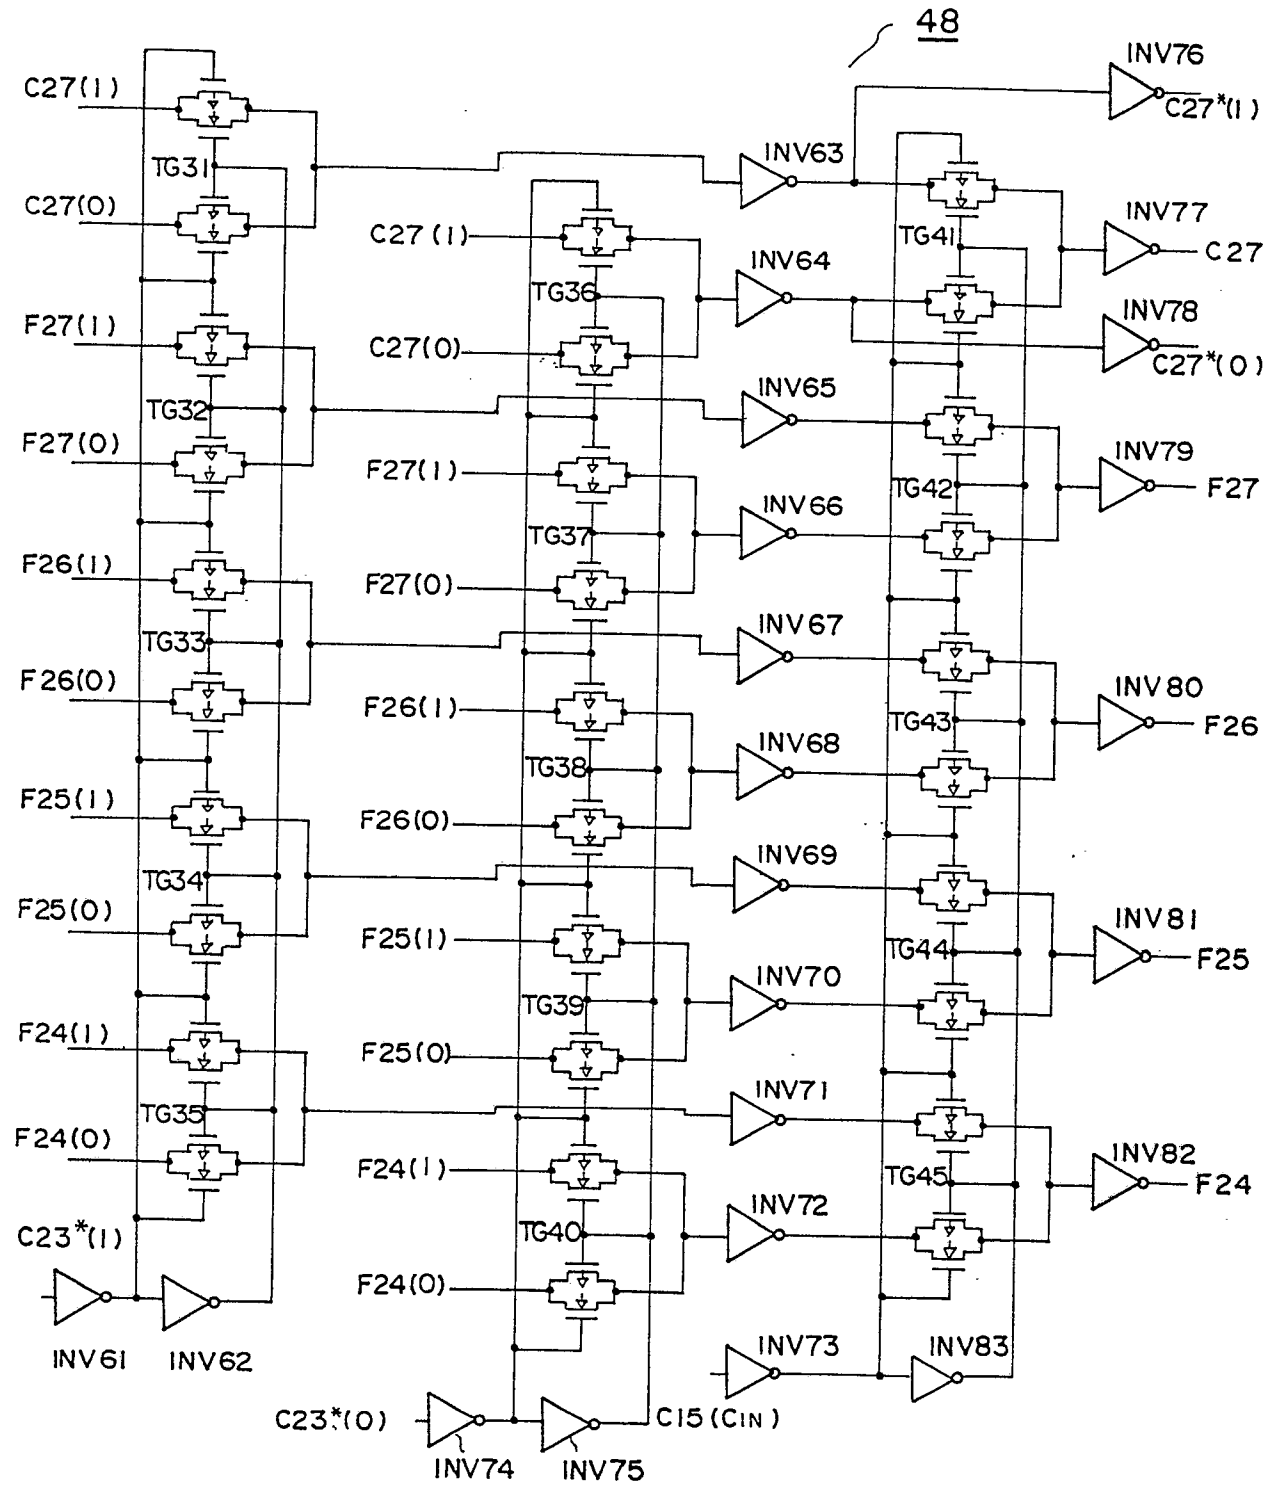 48
INV76
C27*(1)
C27(1)
TG31
INV63
C27(0)
INV77
C27
C27(1)
TG41
INV64
TG36
INV78
F27(1)
C27(0)
C27*(0)
INV65
TG32
F27(0)
INV79
F27
F27(1)
TG42
INV66
TG37
F26(1)
F27(0)
INV67
TG33
F26(0)
INV80
F26
F26(1)
TG43
INV68
TG38
F25(1)
F26(0)
INV69
TG34
F25(0)
INV81
F25
F25(1)
TG44
INV70
TG39
F24(1)
F25(0)
INV71
TG35
F24(0)
INV82
F24
F24(1)
TG45
INV72
TG40
C23*(1)
F24(0)
INV73
INV83
INV61
INV62
C23*(0)
C15(CIN)
INV74
INV75